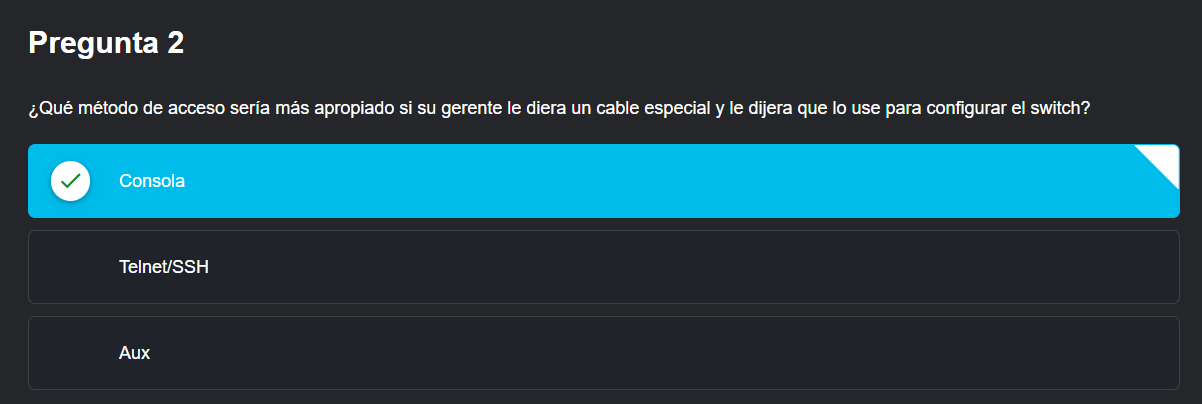 Pregunta 2
¿Qué método de acceso sería más apropiado si su gerente le diera un cable especial y le dijera que lo use para configurar el switch?
Consola
Telnet/SSH
Aux